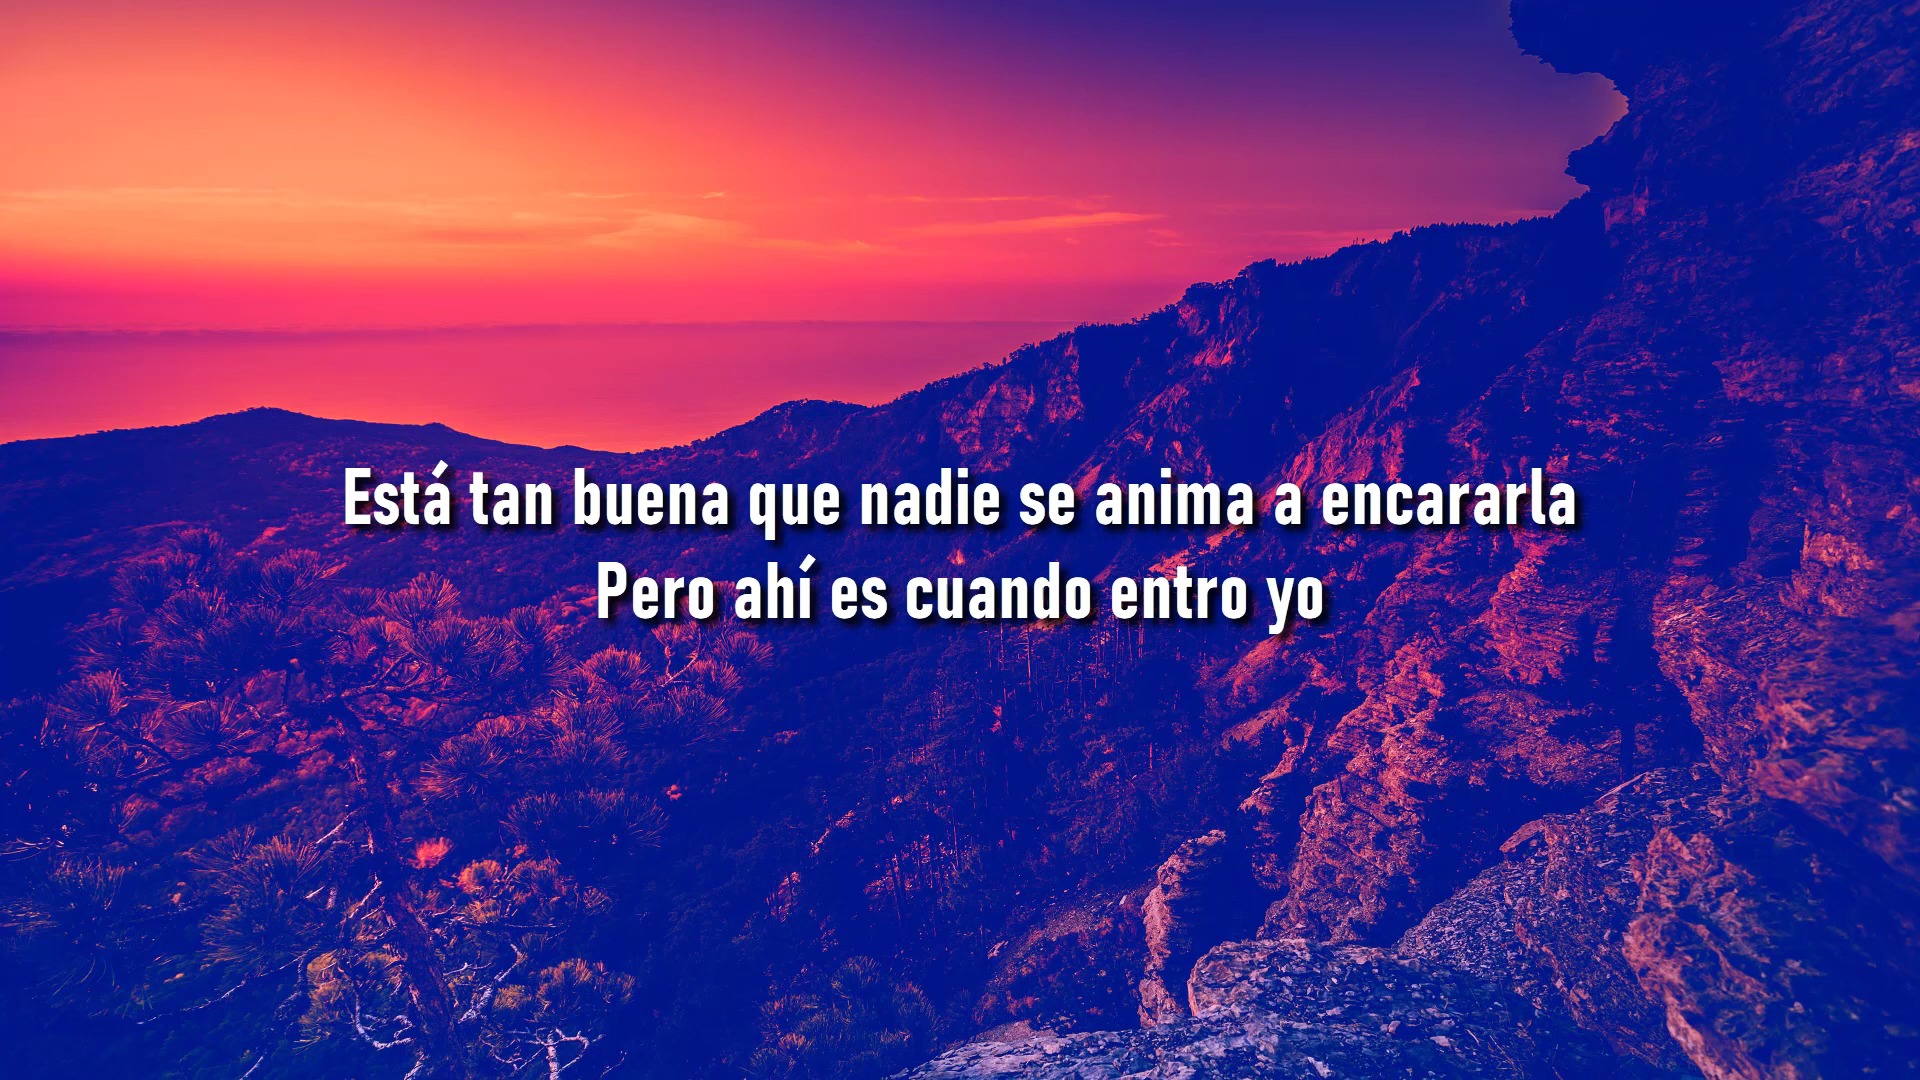 Está tan buena que nadie se anima a encararla
Pero ahí es cuando entro yo